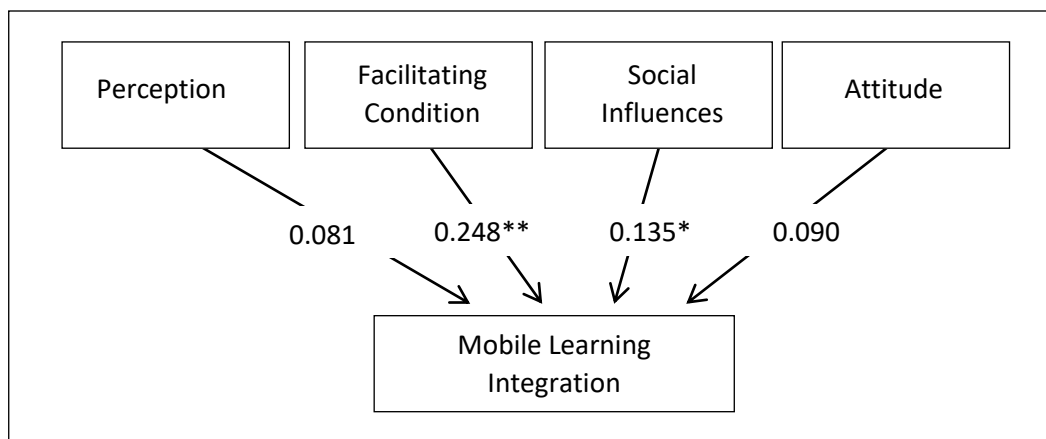 Perception
Facilitating
Condition
Social
Influences
Attitude
0.081
0.248**
0.135*
0.090
Mobile Learning
Integration